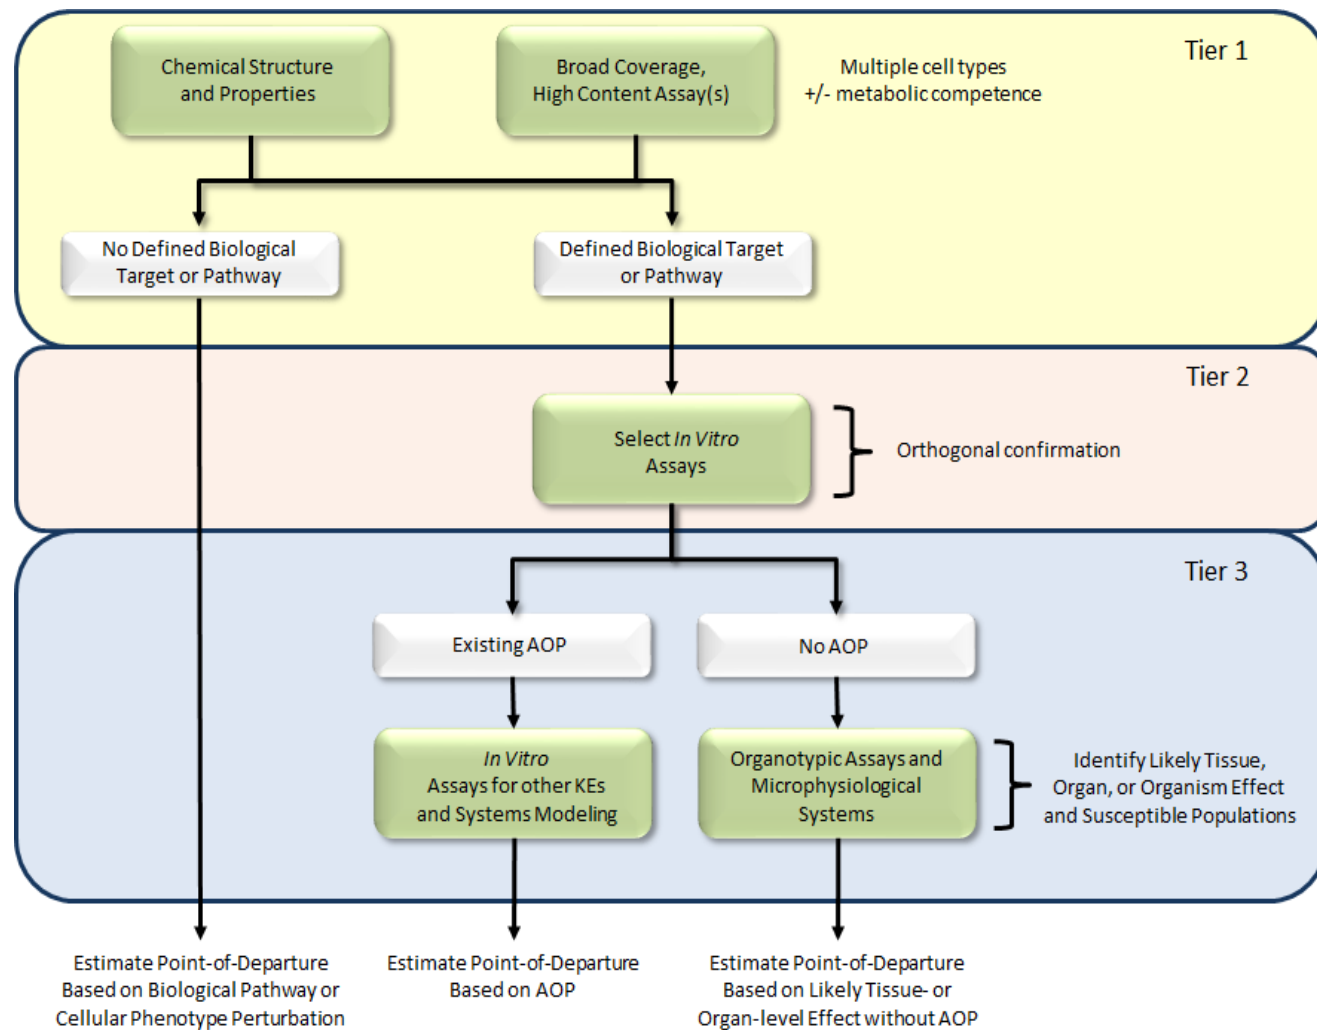 Tier 1
Chemical Structure
and Properties
Broad Coverage,
High Content Assay(s)
Multiple cell types
+/- metabolic competence
No Defined Biological
Target or Pathway
Defined Biological Target
or Pathway
Tier 2
Select In Vitro
Assays
Orthogonal confirmation
Tier 3
Existing AOP
No AOP
In Vitro
Assays for other KEs
and Systems Modeling
Organotypic Assays and
Microphysiological
Systems
Identify Likely Tissue,
Organ, or Organism Effect
and Susceptible Populations
Estimate Point-of-Departure
Based on Biological Pathway or
Cellular Phenotype Perturbation
Estimate Point-of-Departure
Based on AOP
Estimate Point-of-Departure
Based on Likely Tissue- or
Organ-level Effect without AOP